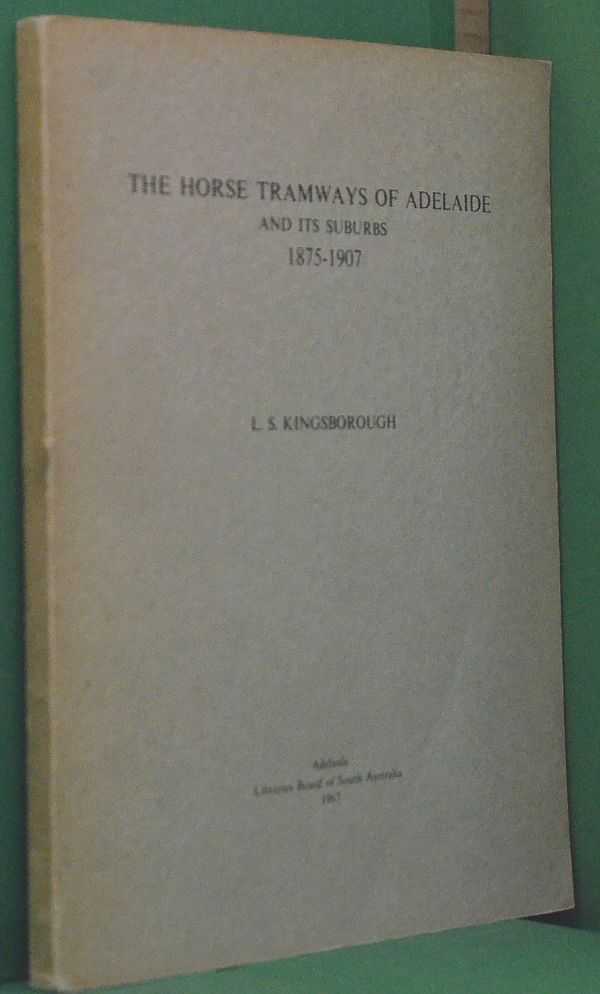 THE HORSE TRAMWAYS OF ADELAIDE
AND ITS SUBURBS
1875-1907
L. S. KINGSBOROUGH
Adelaide
Libraries Board of South Australia
1967